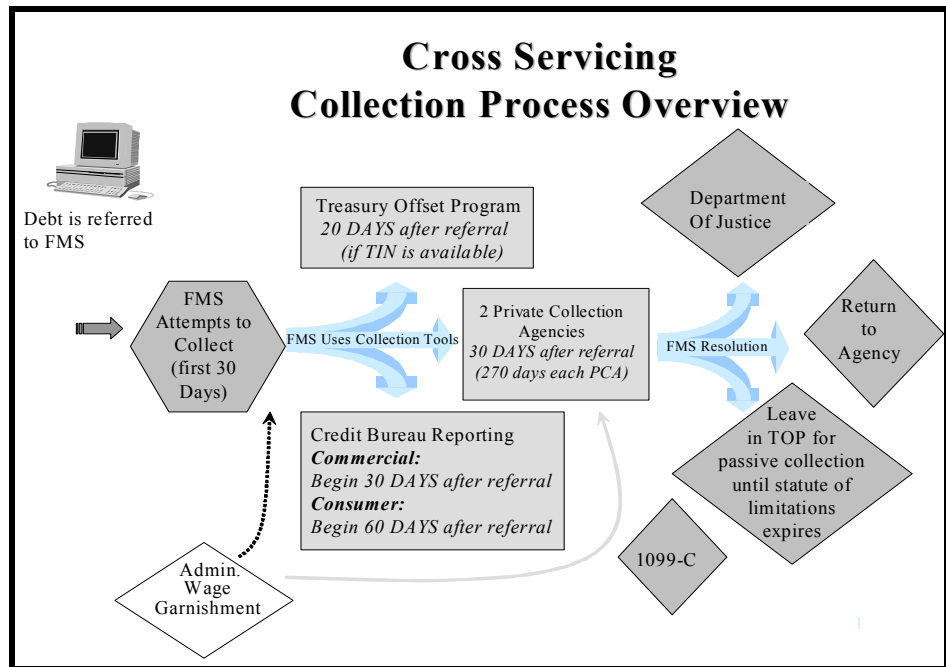 Cross Servicing
Collection Process Overview
Debt is referred
to FMS
Treasury Offset Program
20 DAYS after referral
(if TIN is available)
Department
Of Justice
FMS
Attempts to
Collect
(first 30
Days)
FMS Uses Collection Tools
2 Private Collection
Agencies
30 DAYS after referral
(270 days each PCA)
FMS Resolution
Return
to
Agency
Credit Bureau Reporting
Commercial:
Begin 30 DAYS after referral
Consumer:
Begin 60 DAYS after referral
Leave
in TOP for
passive collection
until statute of
limitations
expires
1099-C
Admin.
Wage
Garnishment
1